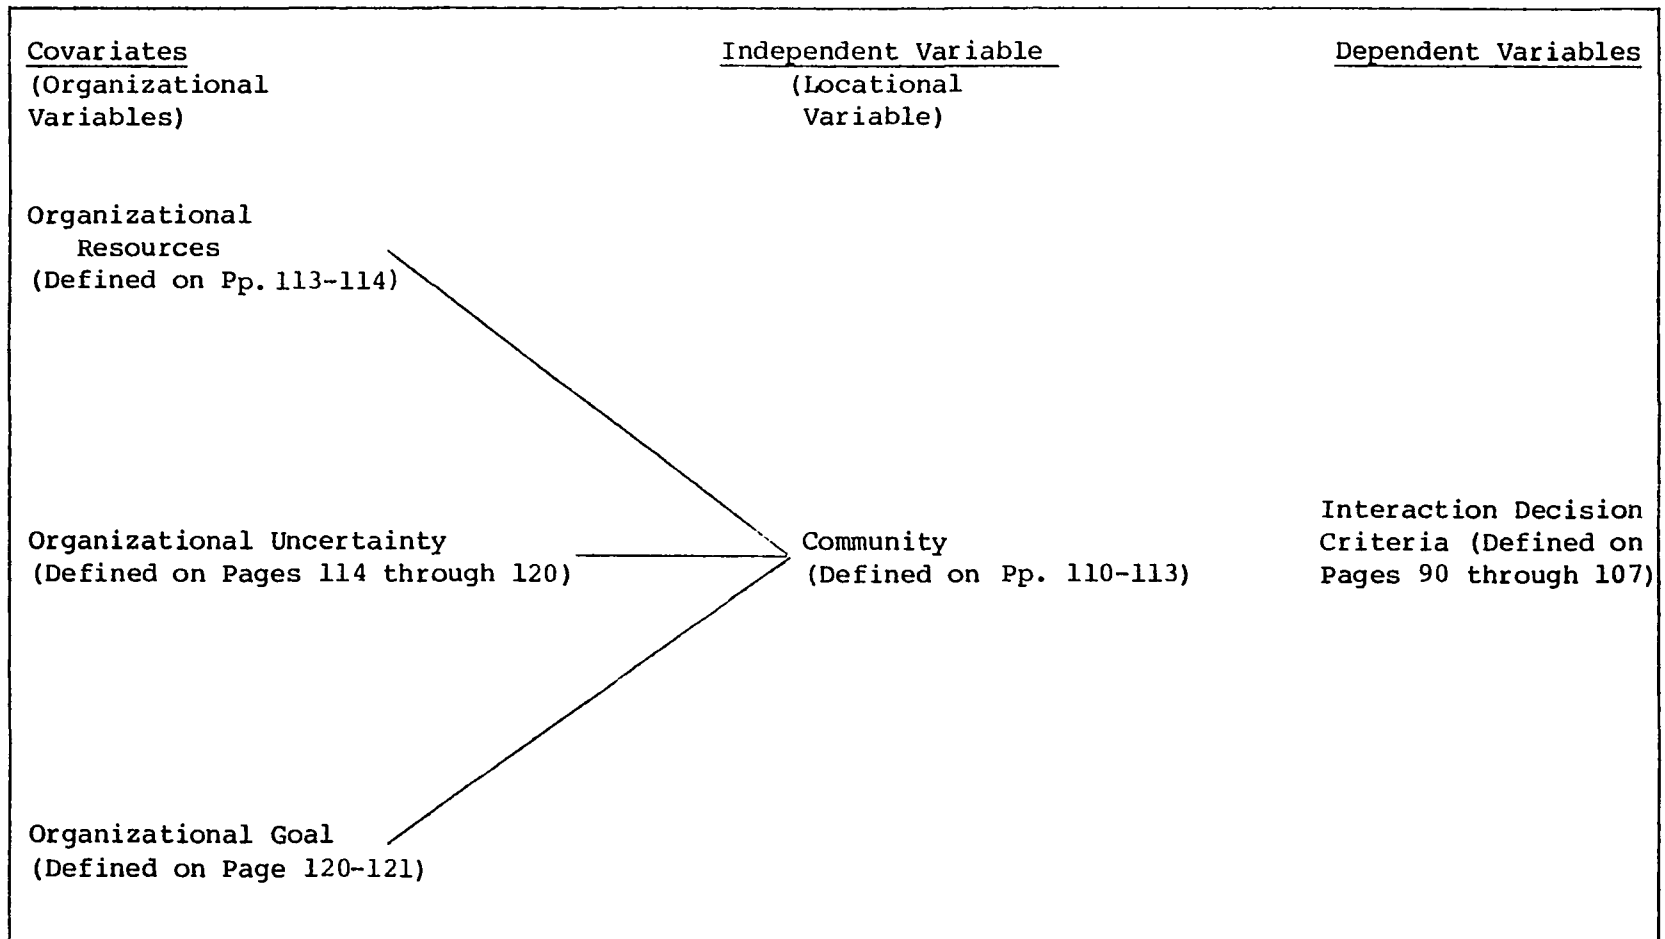 Covariates
(Organizational
Variables)
Independent Variable
(Locational
Variable)
Dependent Variables
Organizational
Resources
(Defined on Pp. 113-114)
Organizational Uncertainty
(Defined on Pages 114 through 120)
Community
(Defined on Pp. 110-113)
Interaction Decision
Criteria (Defined on
Pages 90 through 107)
Organizational Goal
(Defined on Page 120-121)